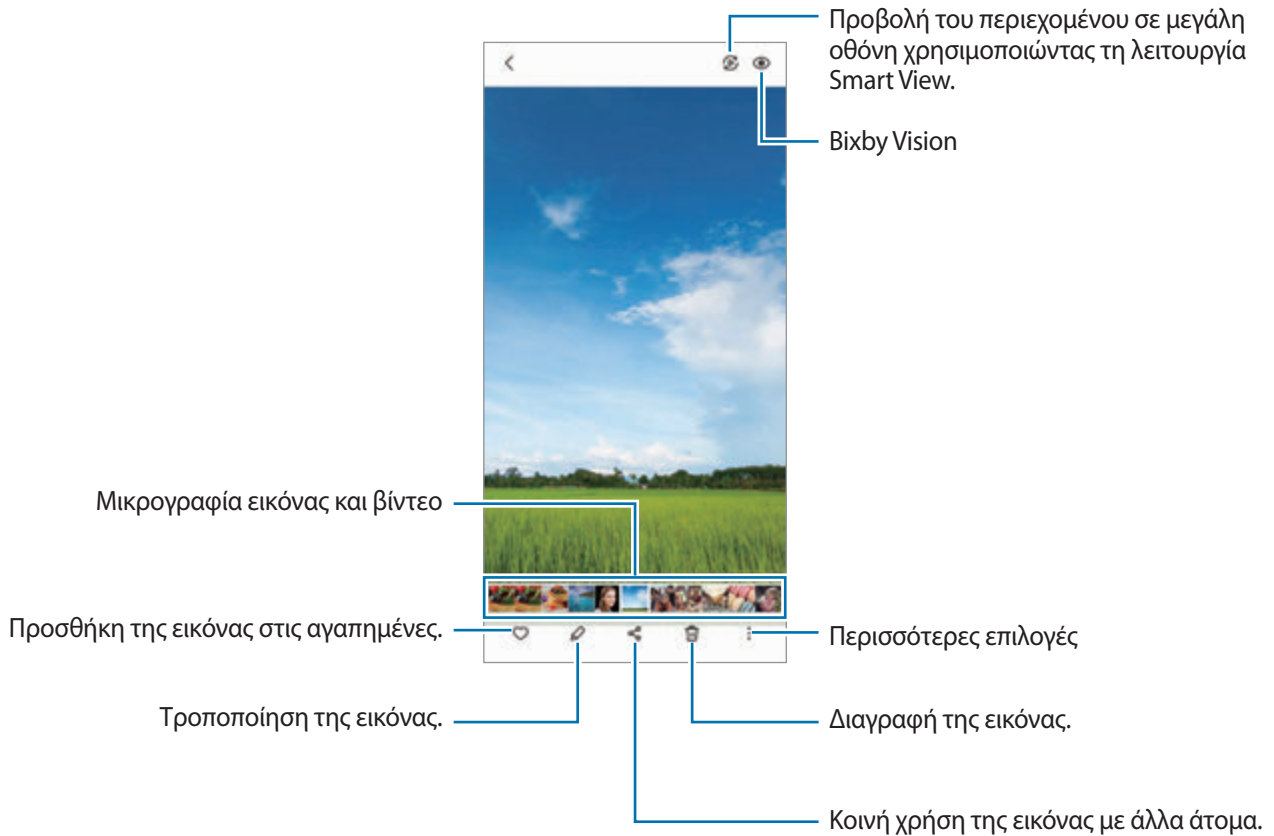 Προβολή του περιεχομένου σε μεγάλη
οθόνη χρησιμοποιώντας τη λειτουργία
Smart View.
Bixby Vision
Μικρογραφία εικόνας και βίντεο
Προσθήκη της εικόνας στις αγαπημένες.
Περισσότερες επιλογές
Τροποποίηση της εικόνας.
Διαγραφή της εικόνας.
Κοινή χρήση της εικόνας με άλλα άτομα.